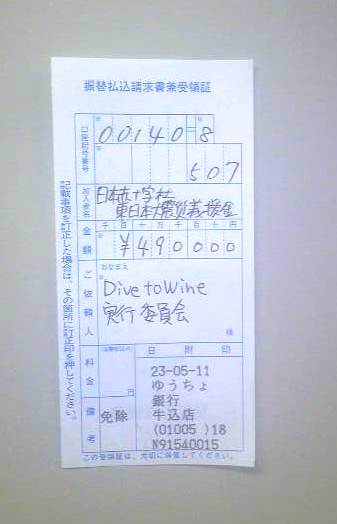 振替払込請求書兼受領証
口座記号番号
00140-8
507
加入者名
日本赤十字社
東日本大震災義援金
金額
千 百 十 万 千 百 十 円
¥490000
ご依頼人
おなまえ
Dive to Wine
実行委員会
様
料金
円
日附印
備考
免除
23-05-11
ゆうちょ
銀行
牛込店
(01005 )18
N91540015
記載事項を訂正した場合は、その箇所に訂正印を押してください。
この受領証は、大切に保管してください。